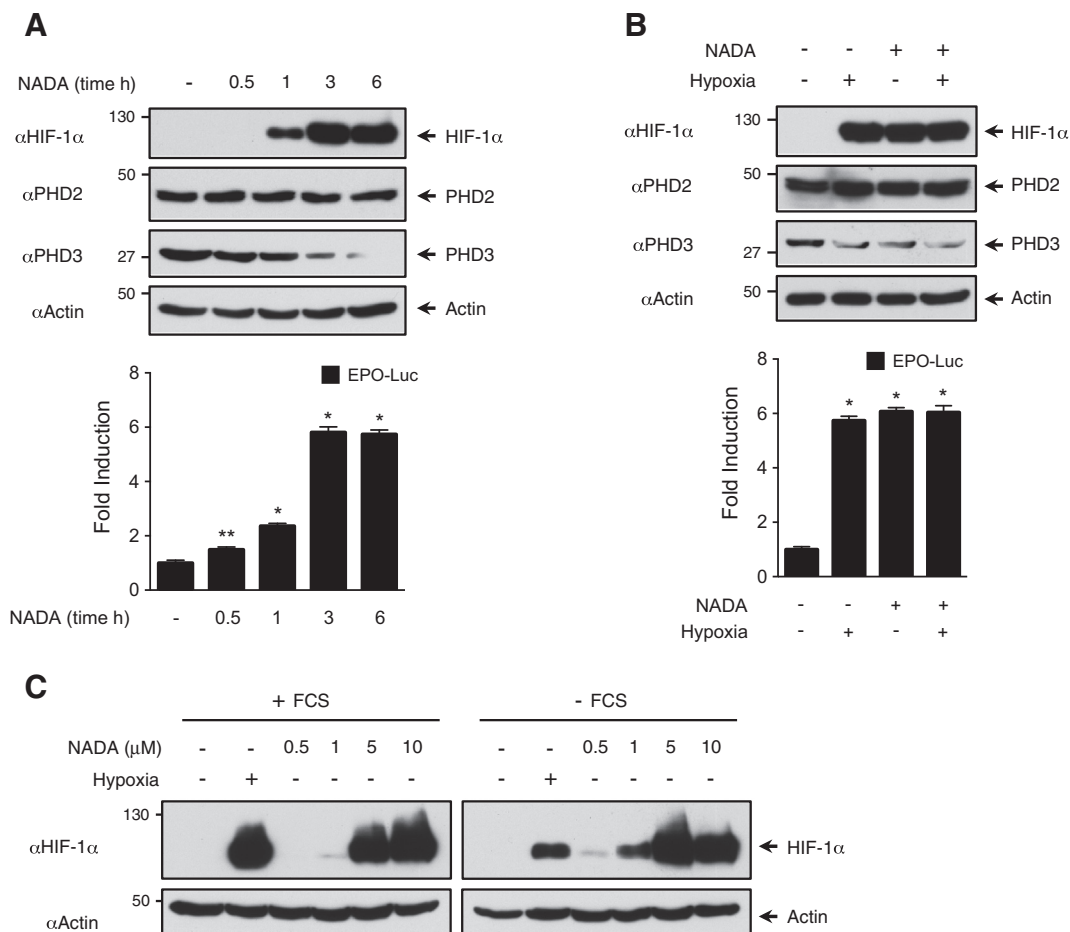 A
NADA (time h) - 0.5 1 3 6
130
αHIF-1α HIF-1α
50
αPHD2 PHD2
αPHD3 27 PHD3
50
αActin Actin
8
EPO-Luc
6
4
2
0
Fold Induction
** * * *
NADA (time h) - 0.5 1 3 6
B
NADA - - + +
Hypoxia - + - +
130
αHIF-1α HIF-1α
50
αPHD2 PHD2
αPHD3 27 PHD3
50
αActin Actin
8
EPO-Luc
6
4
2
0
Fold Induction
* * *
NADA - - + +
Hypoxia - + - +
C
+ FCS - FCS
NADA (μM) - - 0.5 1 5 10 - - 0.5 1 5 10
Hypoxia - + - - - - - + - - - -
130
αHIF-1α HIF-1α
50
αActin Actin